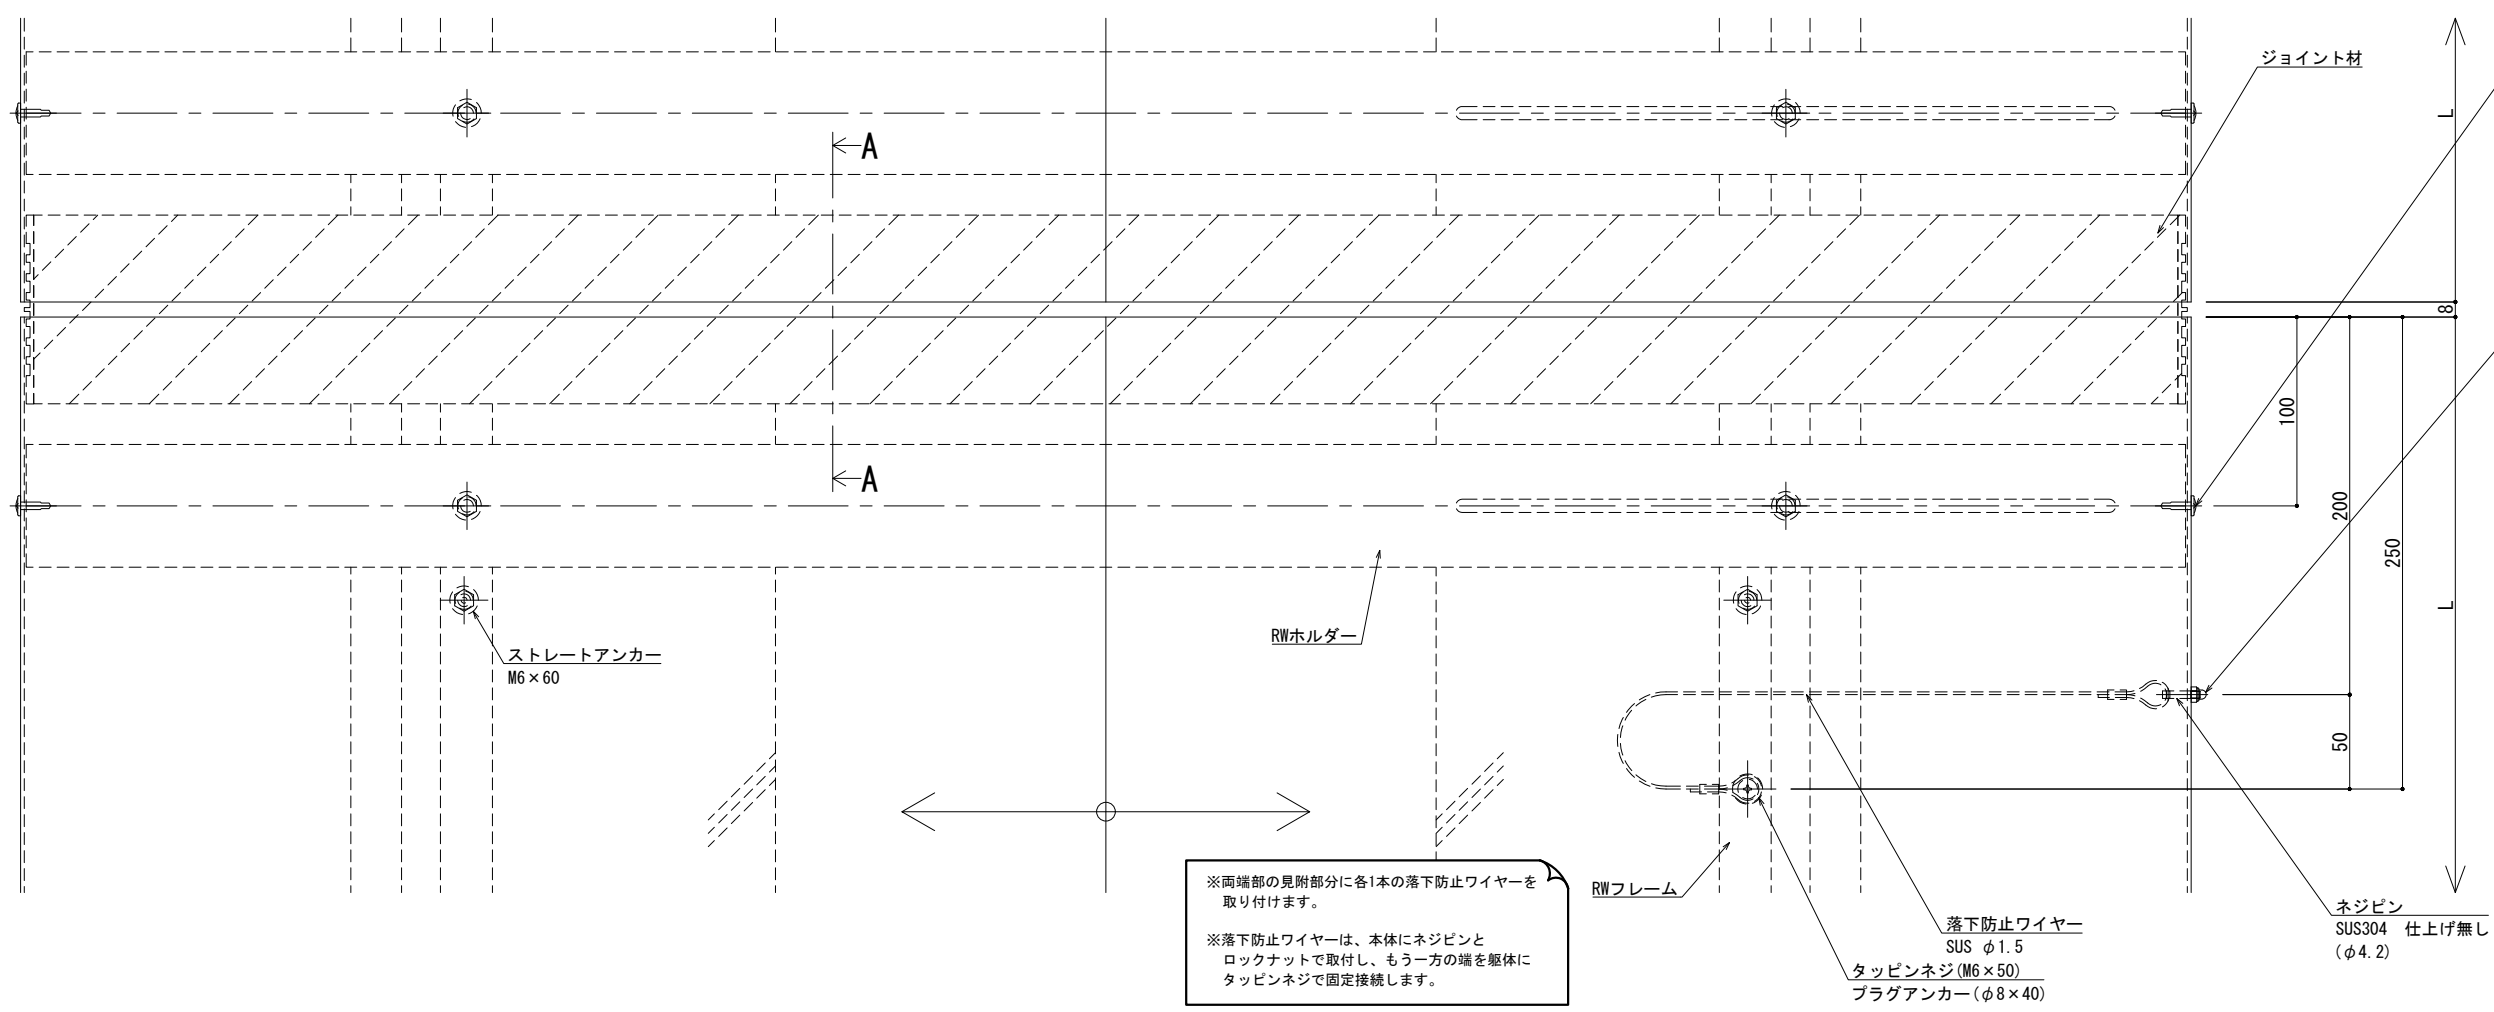 ジョイント材
L
A
8
100
A
200
250
L
RWホルダー
ストレートアンカー
M6×60
50
※両端部の見附部分に各1本の落下防止ワイヤーを
取り付けます。
※落下防止ワイヤーは、本体にネジピンと
ロックナットで取付し、もう一方の端を躯体に
タッピンネジで固定接続します。
RWフレーム
落下防止ワイヤー
SUS φ1.5
タッピンネジ(M6×50)
プラグアンカー(φ8×40)
ネジピン
SUS304 仕上げ無し
(φ4.2)